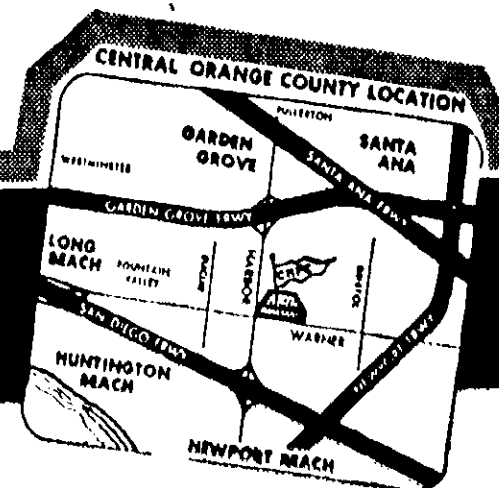 CENTRAL ORANGE COUNTY LOCATION
FULLERTON
GARDEN
GROVE
SANTA
ANA
WESTMINSTER
SANTA ANA FRWY
GARDEN GROVE FRWY
LONG
BEACH
FOUNTAIN
VALLEY
EUCLID
HARBOR
BRISTOL
WARNER
SAN DIEGO FRWY
HUNTINGTON
BEACH
NEWPORT BEACH